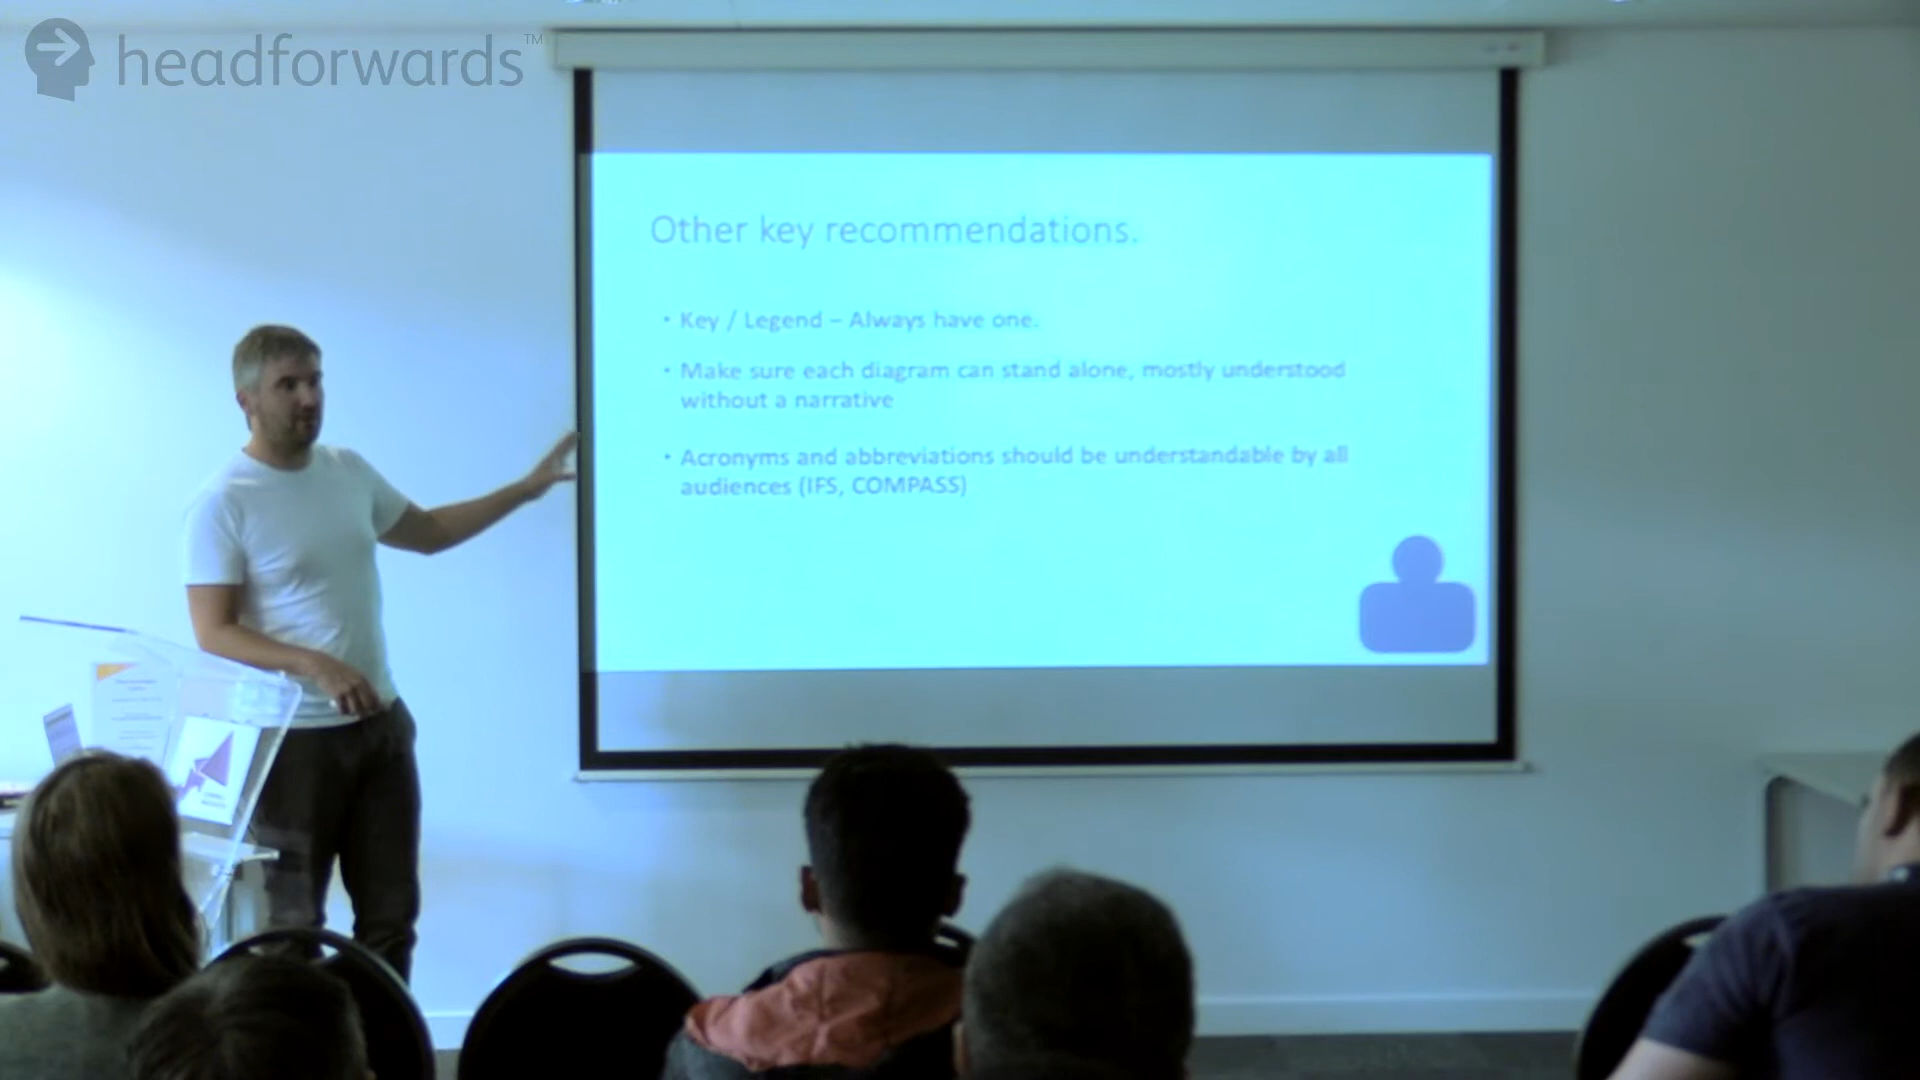 headforwards™
Other key recommendations.
• Key / Legend – Always have one.
• Make sure each diagram can stand alone, mostly understood
without a narrative
• Acronyms and abbreviations should be understandable by all
audiences (IFS, COMPASS)